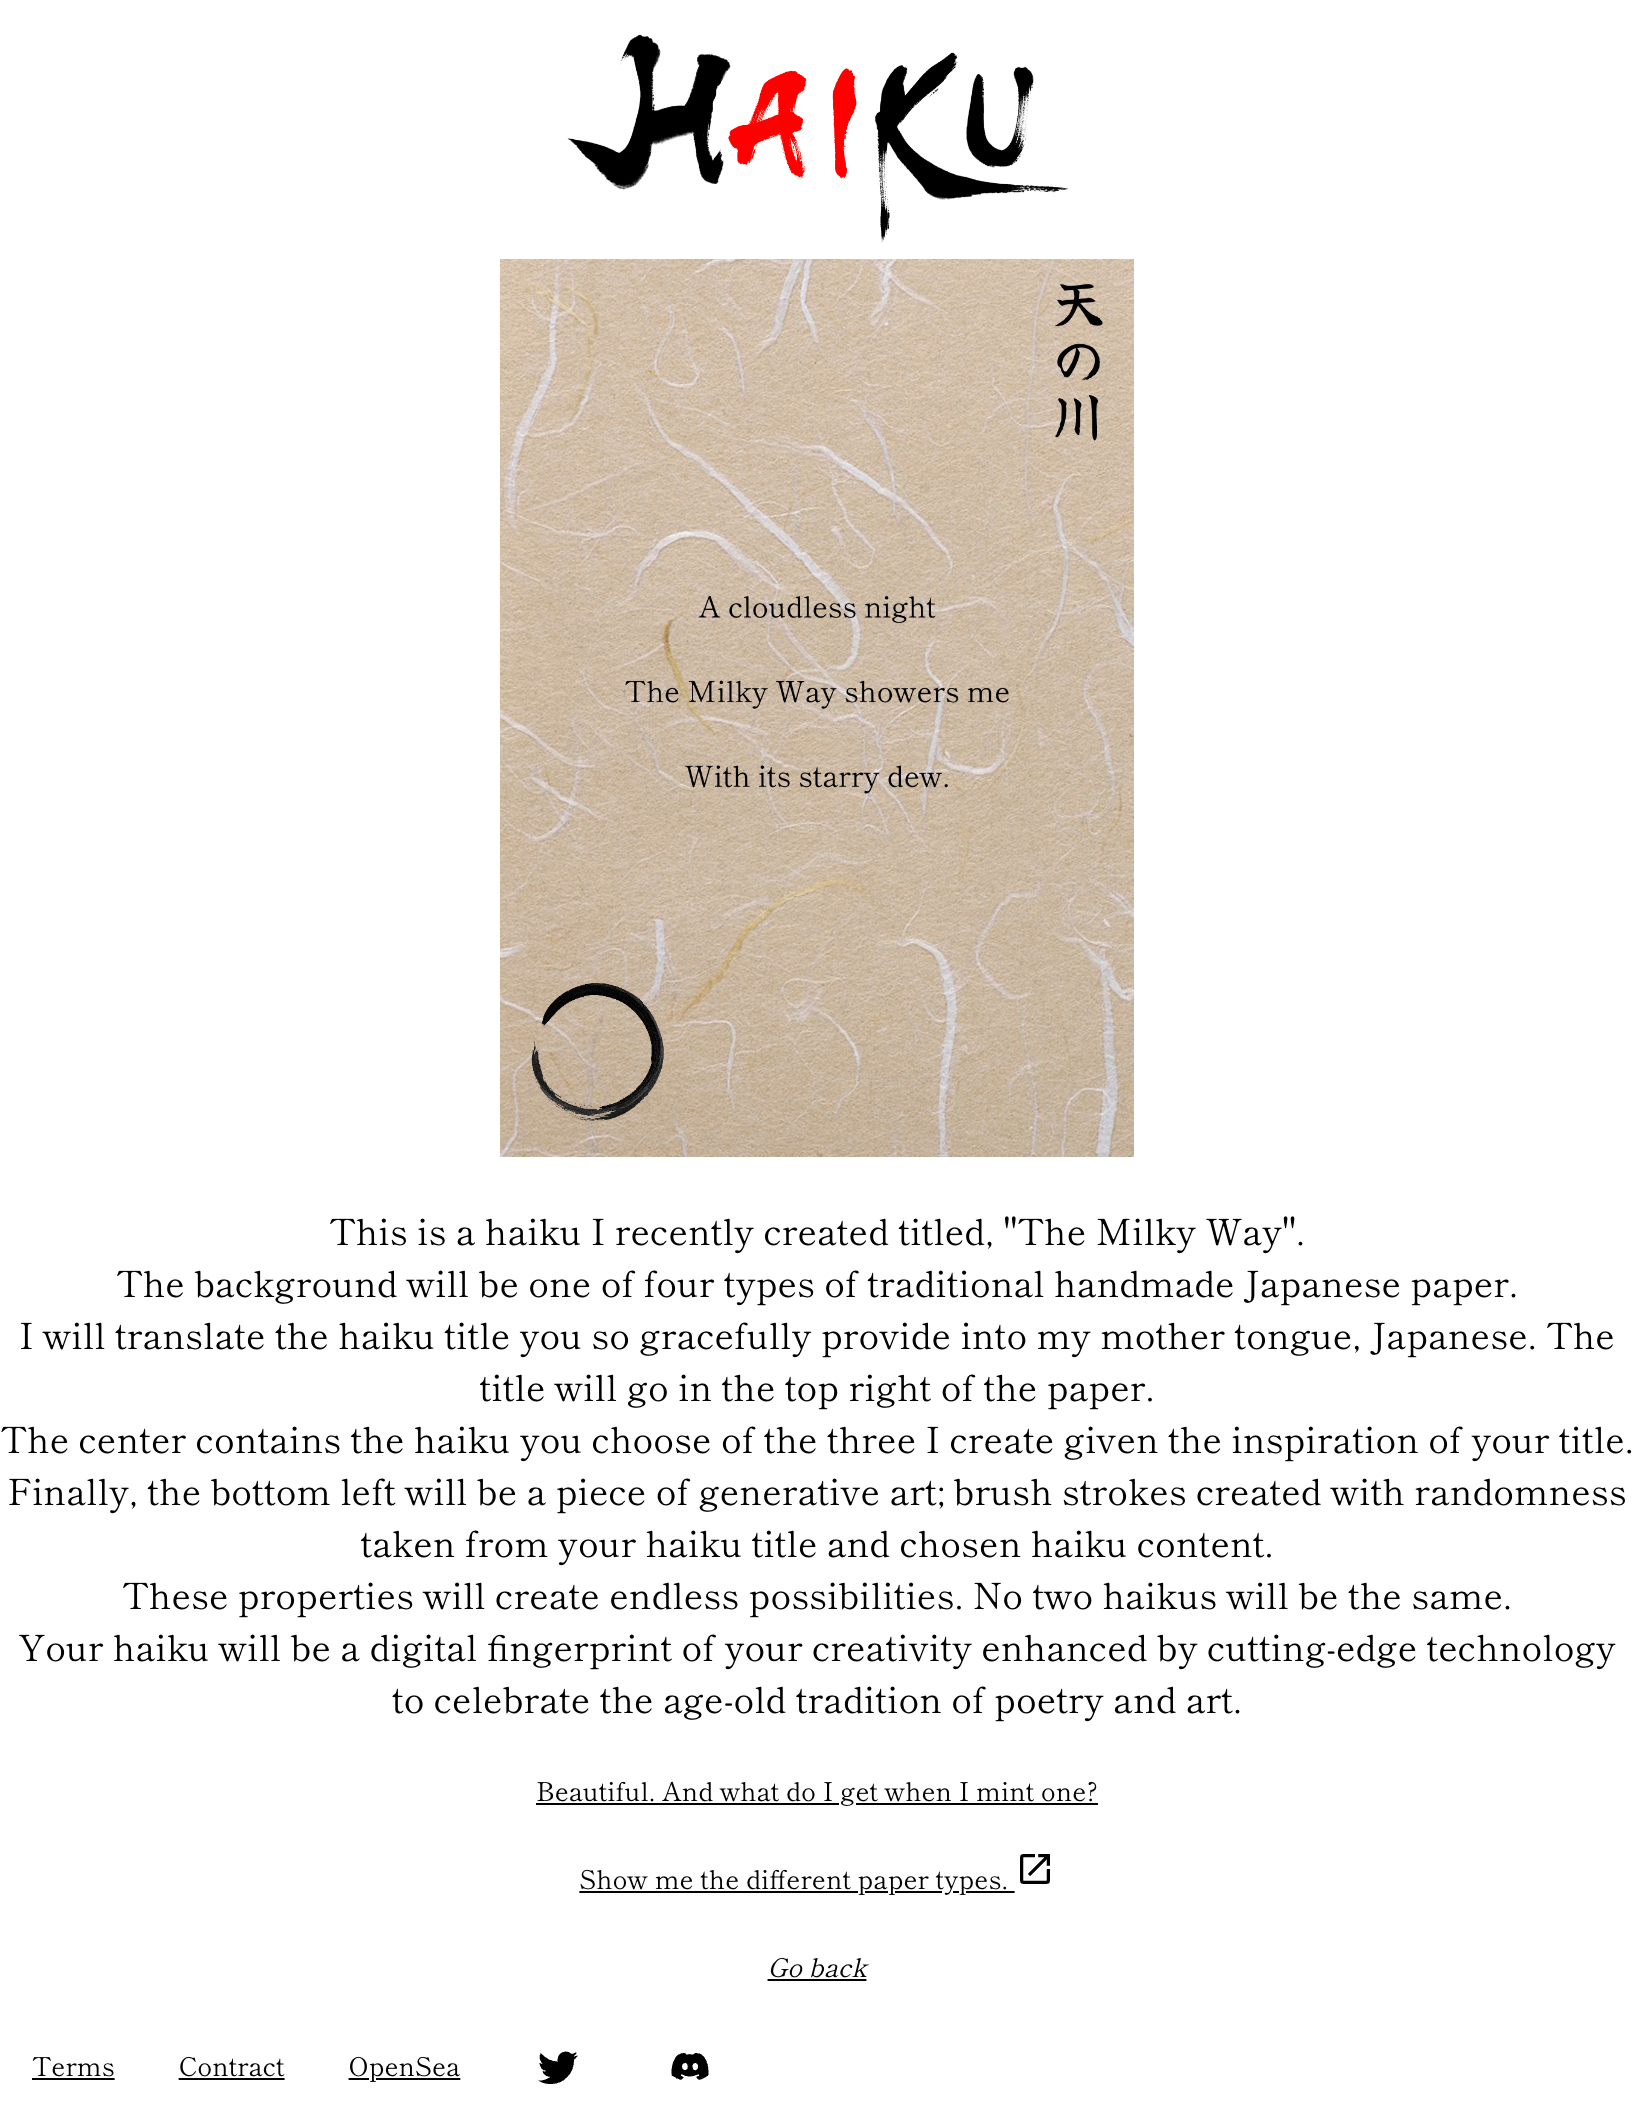 HAIKU
天の川
A cloudless night
The Milky Way showers me
With its starry dew.
This is a haiku I recently created titled, "The Milky Way".
The background will be one of four types of traditional handmade Japanese paper.
I will translate the haiku title you so gracefully provide into my mother tongue, Japanese. The
title will go in the top right of the paper.
The center contains the haiku you choose of the three I create given the inspiration of your title.
Finally, the bottom left will be a piece of generative art; brush strokes created with randomness
taken from your haiku title and chosen haiku content.
These properties will create endless possibilities. No two haikus will be the same.
Your haiku will be a digital fingerprint of your creativity enhanced by cutting-edge technology
to celebrate the age-old tradition of poetry and art.
Beautiful. And what do I get when I mint one?
Show me the different paper types.
Go back
Terms Contract OpenSea